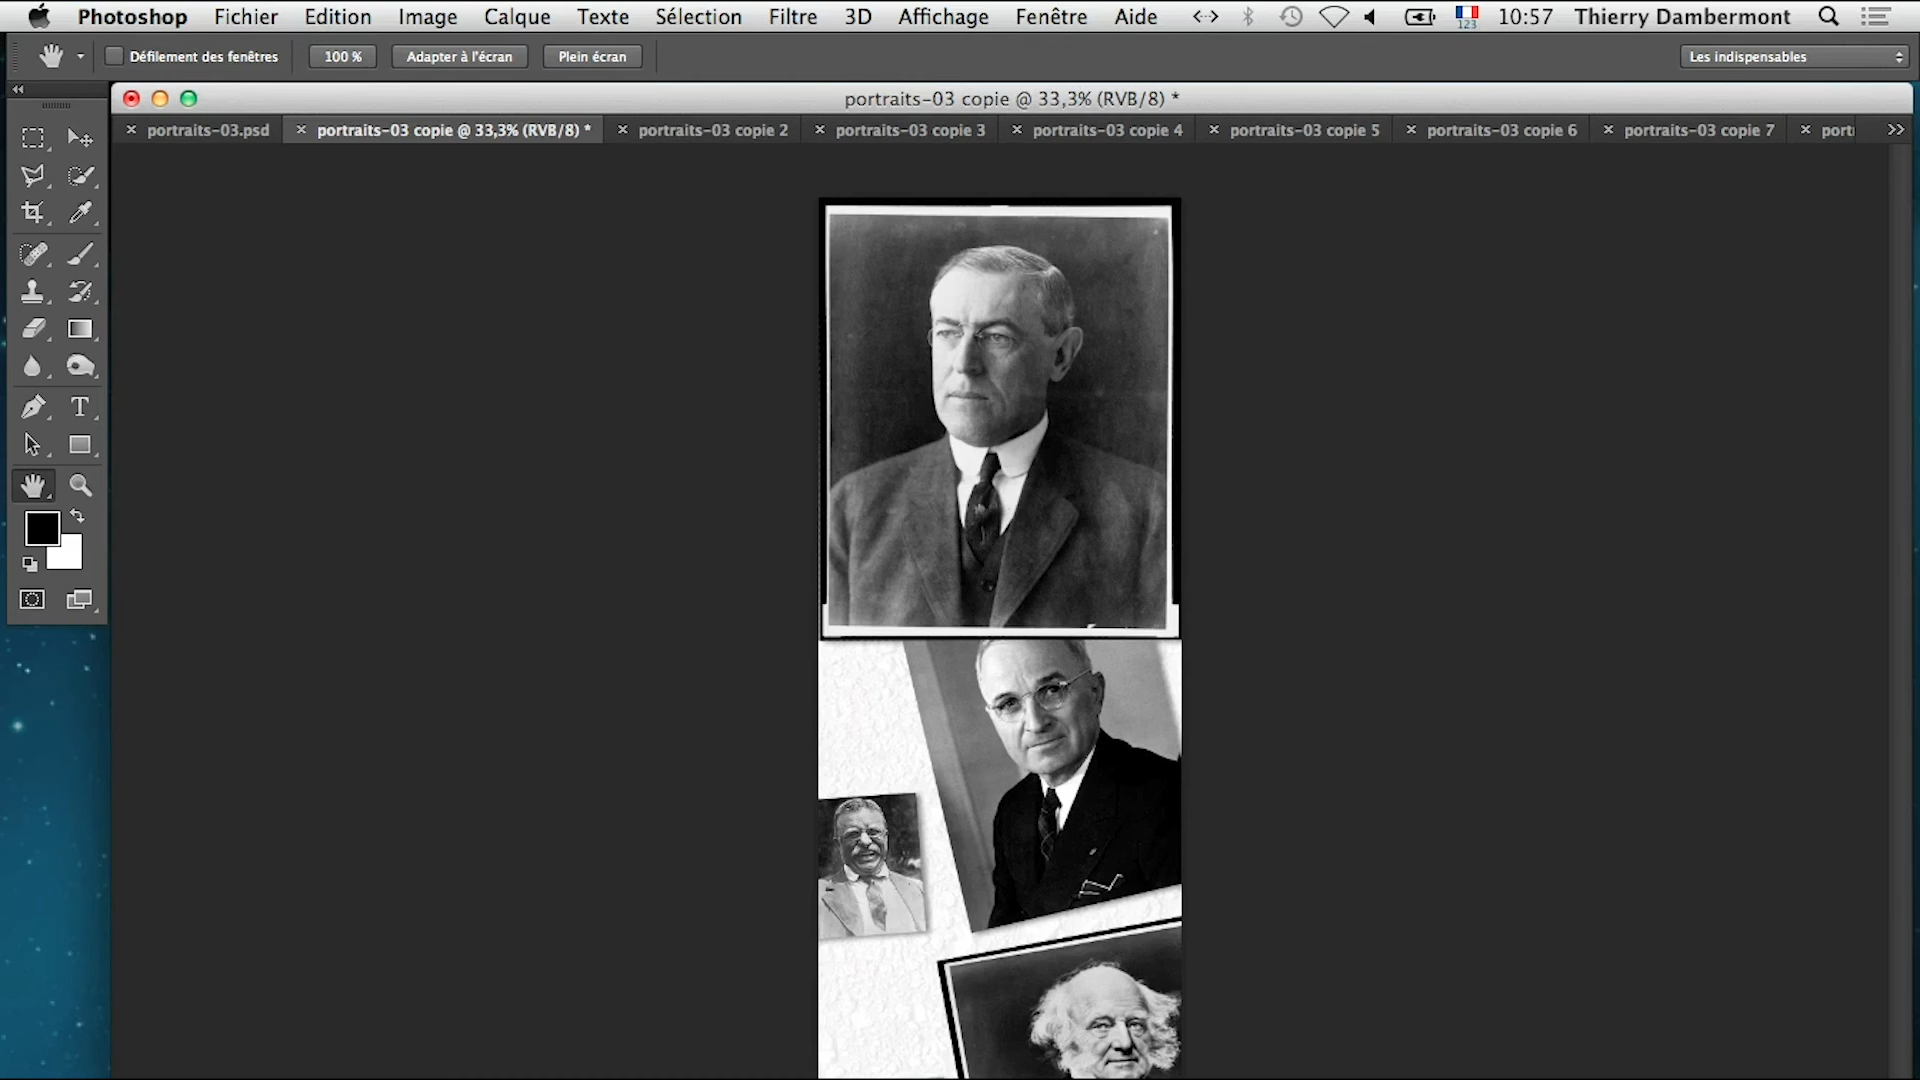 Photoshop Fichier Edition Image Calque Texte Sélection Filtre 3D Affichage Fenêtre Aide 123 10:57 Thierry Dambermont
Défilement des fenêtres 100 % Adapter à l'écran Plein écran Les indispensables
portraits-03 copie @ 33,3% (RVB/8) *
portraits-03.psd portraits-03 copie @ 33,3% (RVB/8) * portraits-03 copie 2 portraits-03 copie 3 portraits-03 copie 4 portraits-03 copie 5 portraits-03 copie 6 portraits-03 copie 7 port
T